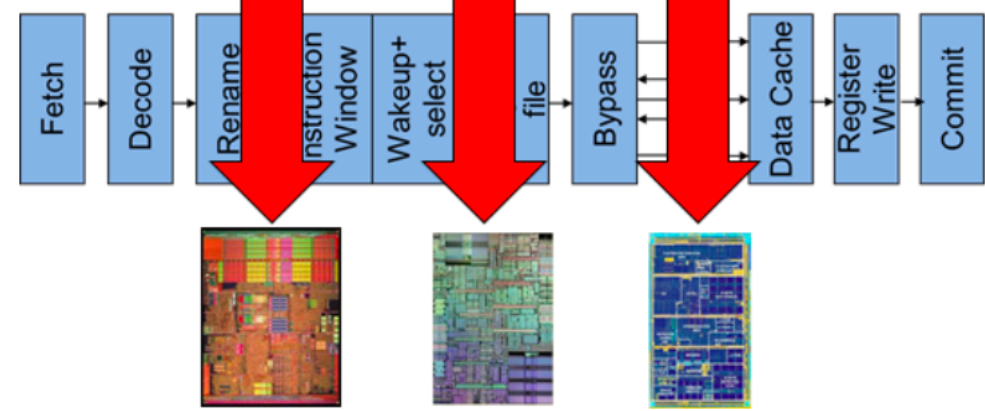 Fetch
Decode
Rename
nstruction
Window
Wakeup+
select
file
Bypass
Data Cache
Register
Write
Commit